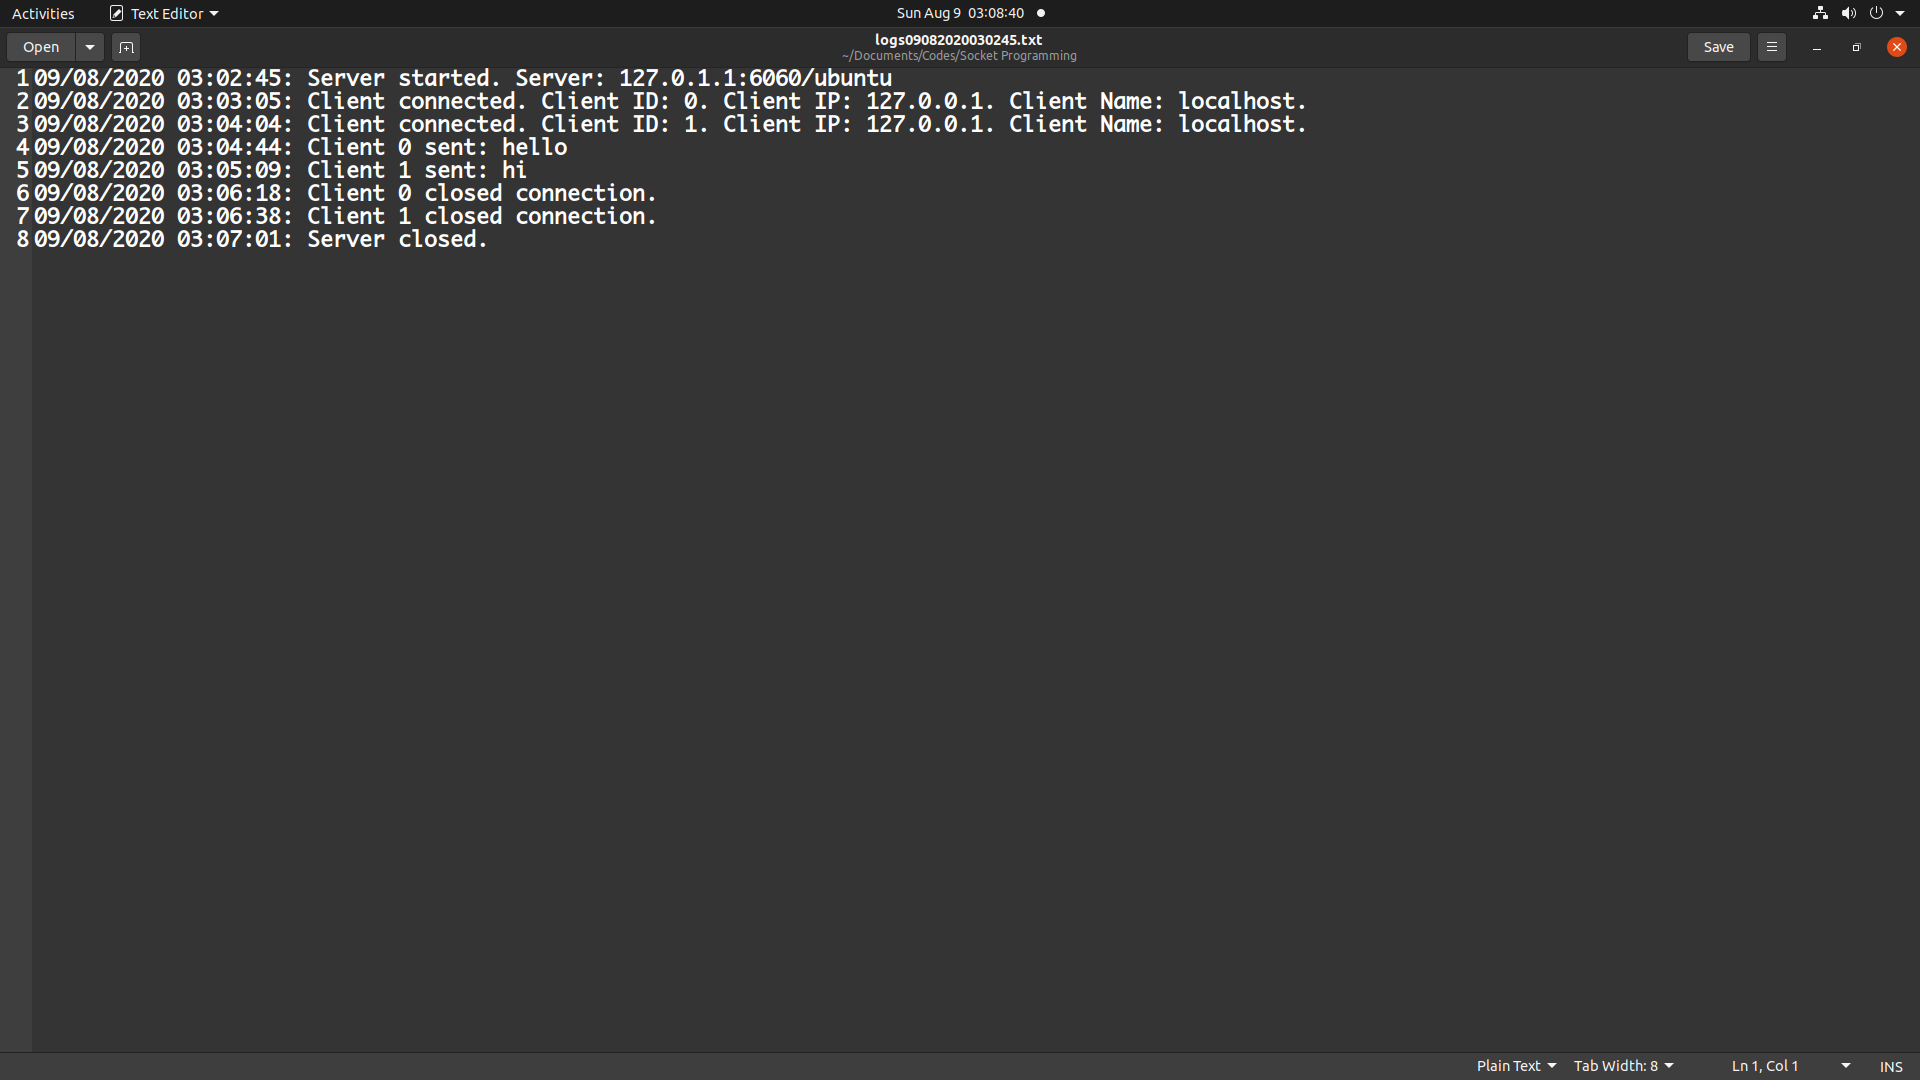 Activities Text Editor Sun Aug 9 03:08:40
Open logs09082020030245.txt Save
~/Documents/Codes/Socket Programming
1 09/08/2020 03:02:45: Server started. Server: 127.0.1.1:6060/ubuntu
2 09/08/2020 03:03:05: Client connected. Client ID: 0. Client IP: 127.0.0.1. Client Name: localhost.
3 09/08/2020 03:04:04: Client connected. Client ID: 1. Client IP: 127.0.0.1. Client Name: localhost.
4 09/08/2020 03:04:44: Client 0 sent: hello
5 09/08/2020 03:05:09: Client 1 sent: hi
6 09/08/2020 03:06:18: Client 0 closed connection.
7 09/08/2020 03:06:38: Client 1 closed connection.
8 09/08/2020 03:07:01: Server closed.
Plain Text Tab Width: 8 Ln 1, Col 1 INS